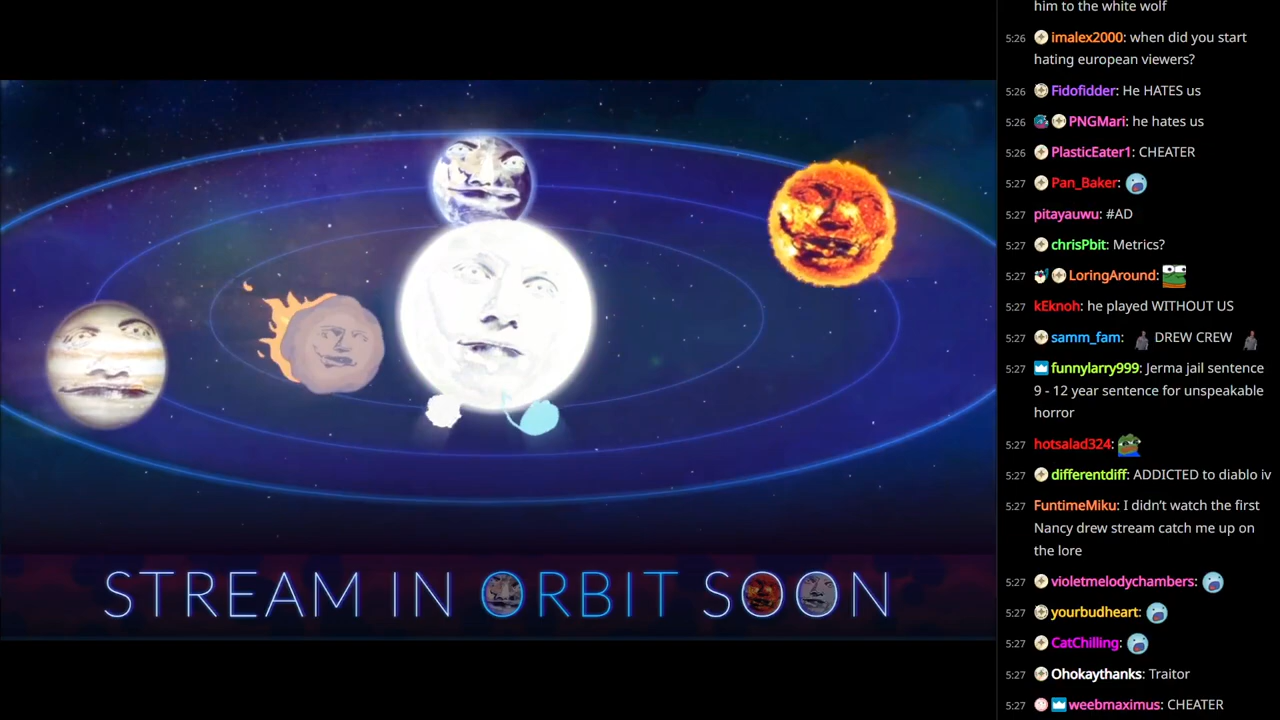 him to the white wolf
5:26 imalex2000: when did you start
hating european viewers?
5:26 Fidofidder: He HATES us
5:26 PNGMari: he hates us
5:26 PlasticEater1: CHEATER
5:27 Pan_Baker:
5:27 pitayauwu: #AD
5:27 chrisPbit: Metrics?
5:27 LoringAround:
5:27 kEknoh: he played WITHOUT US
5:27 samm_fam: DREW CREW
5:27 funnylarry999: Jerma jail sentence
9 - 12 year sentence for unspeakable
horror
5:27 hotsalad324:
5:27 differentdiff: ADDICTED to diablo iv
5:27 FuntimeMiku: I didn't watch the first
Nancy drew stream catch me up on
the lore
5:27 violetmelodychambers:
5:27 yourbudheart:
5:27 CatChilling:
5:27 Ohokaythanks: Traitor
5:27 weebmaximus: CHEATER
STREAM IN ORBIT SOON